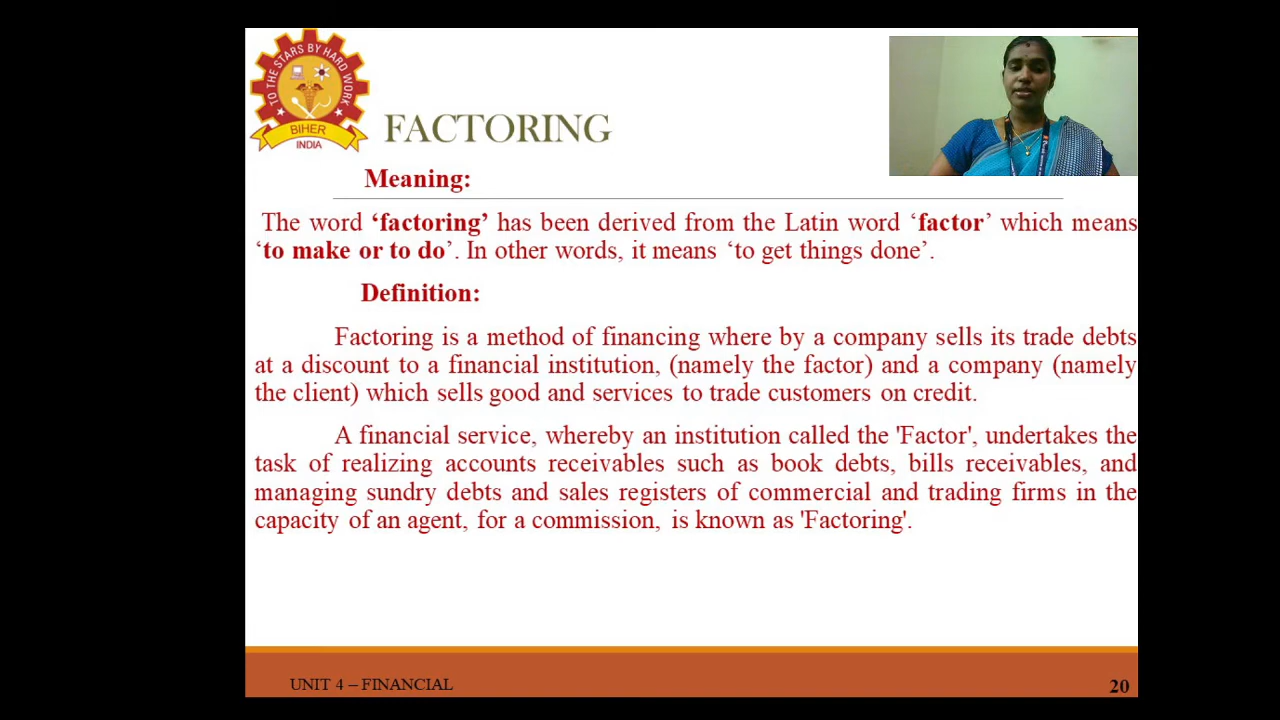 TO THE STARS BY HARD WORK
BIHER
INDIA
FACTORING
Meaning:
The word ‘factoring’ has been derived from the Latin word ‘factor’ which means
‘to make or to do’. In other words, it means ‘to get things done’.
Definition:
Factoring is a method of financing where by a company sells its trade debts
at a discount to a financial institution, (namely the factor) and a company (namely
the client) which sells good and services to trade customers on credit.
A financial service, whereby an institution called the 'Factor', undertakes the
task of realizing accounts receivables such as book debts, bills receivables, and
managing sundry debts and sales registers of commercial and trading firms in the
capacity of an agent, for a commission, is known as 'Factoring'.
UNIT 4 – FINANCIAL
20